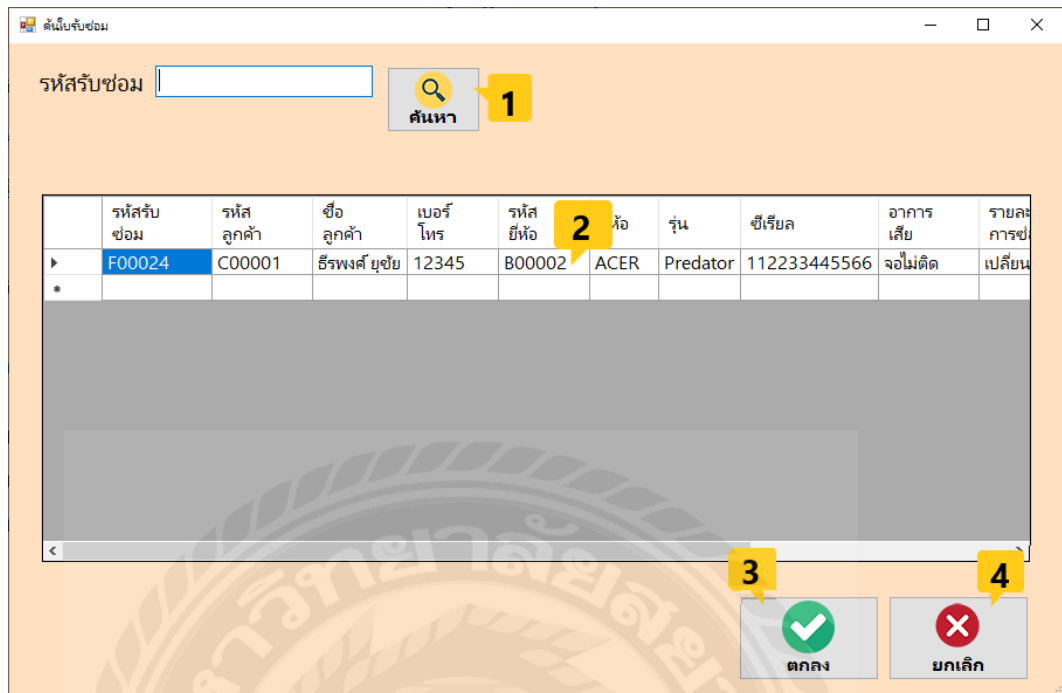 ค้นใบรับซ่อม
รหัสรับซ่อม
ค้นหา
1
รหัสรับ
ซ่อม
รหัส
ลูกค้า
ชื่อ
ลูกค้า
เบอร์
โทร
รหัส
ยี่ห้อ
2
รุ่น
ซีเรียล
อาการ
เสีย
F00024 C00001 ธีรพงศ์ ยุชัย 12345 B00002 ACER Predator 112233445566 จอไม่ติด เปลี่ยน
3
4
ตกลง
ยกเลิก